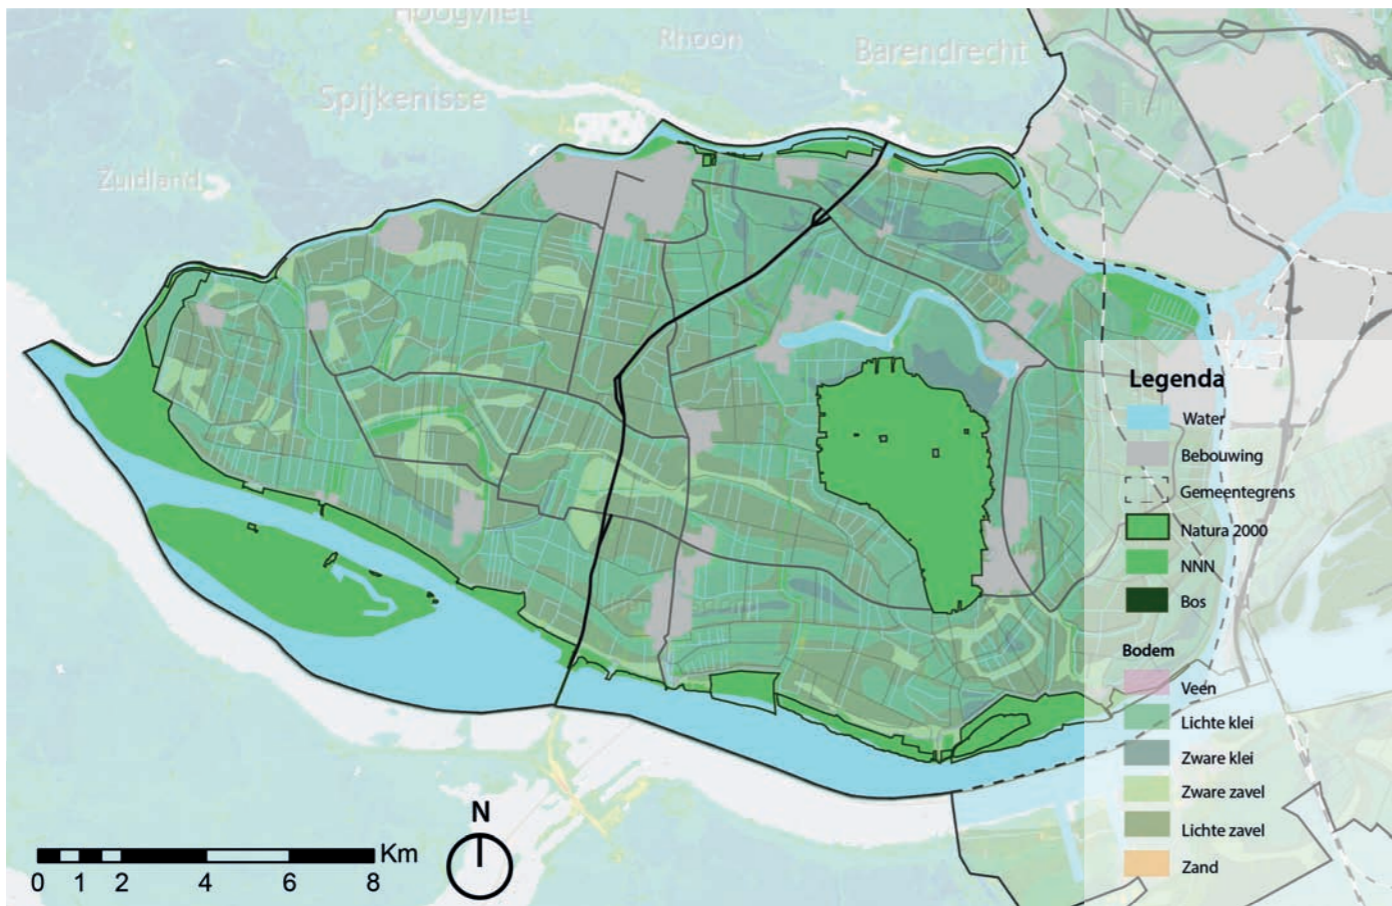 Hoogvliet
Rhoon
Barendrecht
Spijkenisse
Zuidland
Legenda
Water
Bebouwing
Gemeentegrens
Natura 2000
NNN
Bos
Bodem
Veen
Lichte klei
Zware klei
Zware zavel
Lichte zavel
Zand
N
Km
0 1 2 4 6 8